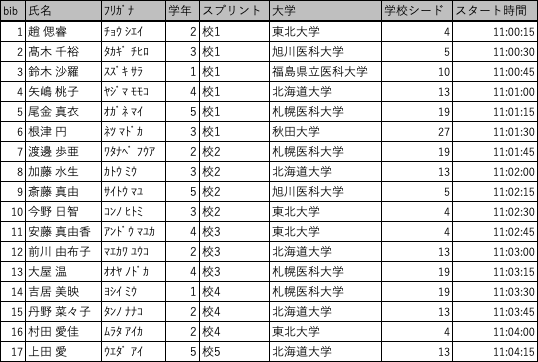 bib 氏名 ﾌﾘｶﾞﾅ 学年 スプリント 大学 学校シード スタート時間
1 趙 偲睿 ﾁｮｳ ｼｴｲ 2 校1 東北大学 4 11:00:15
2 髙木 千裕 ﾀｶｷﾞ ﾁﾋﾛ 5 校1 旭川医科大学 5 11:00:30
3 鈴木 沙羅 ｽｽﾞｷ ｻﾗ 1 校1 福島県立医科大学 10 11:00:45
4 矢嶋 桃子 ﾔｼﾞﾏ ﾓﾓｺ 4 校1 北海道大学 13 11:01:00
5 尾金 真衣 ｵｶﾞﾈ ﾏｲ 5 校1 札幌医科大学 19 11:01:15
6 根津 円 ﾈﾂ ﾏﾄﾞｶ 3 校1 秋田大学 27 11:01:30
7 渡邊 歩亜 ﾜﾀﾅﾍﾞ ﾌｳｱ 2 校2 札幌医科大学 19 11:01:45
8 加藤 水生 ｶﾄｳ ﾐｳ 3 校2 北海道大学 13 11:02:00
9 斎藤 真由 ｻｲﾄｳ ﾏﾕ 5 校2 旭川医科大学 5 11:02:15
10 今野 日智 ｺﾝﾉ ﾋﾄﾐ 3 校2 東北大学 4 11:02:30
11 安藤 真由香 ｱﾝﾄﾞｳ ﾏﾕｶ 4 校3 東北大学 4 11:02:45
12 前川 由布子 ﾏｴｶﾜ ﾕｳｺ 2 校3 北海道大学 13 11:03:00
13 大屋 温 ｵｵﾔ ﾉﾄﾞｶ 4 校3 札幌医科大学 19 11:03:15
14 吉居 美映 ﾖｼｲ ﾐｳ 1 校4 札幌医科大学 19 11:03:30
15 丹野 菜々子 ﾀﾝﾉ ﾅﾅｺ 2 校4 北海道大学 13 11:03:45
16 村田 愛佳 ﾑﾗﾀ ｱｲｶ 2 校4 東北大学 4 11:04:00
17 上田 愛 ｳｴﾀﾞ ｱｲ 5 校5 北海道大学 13 11:04:15